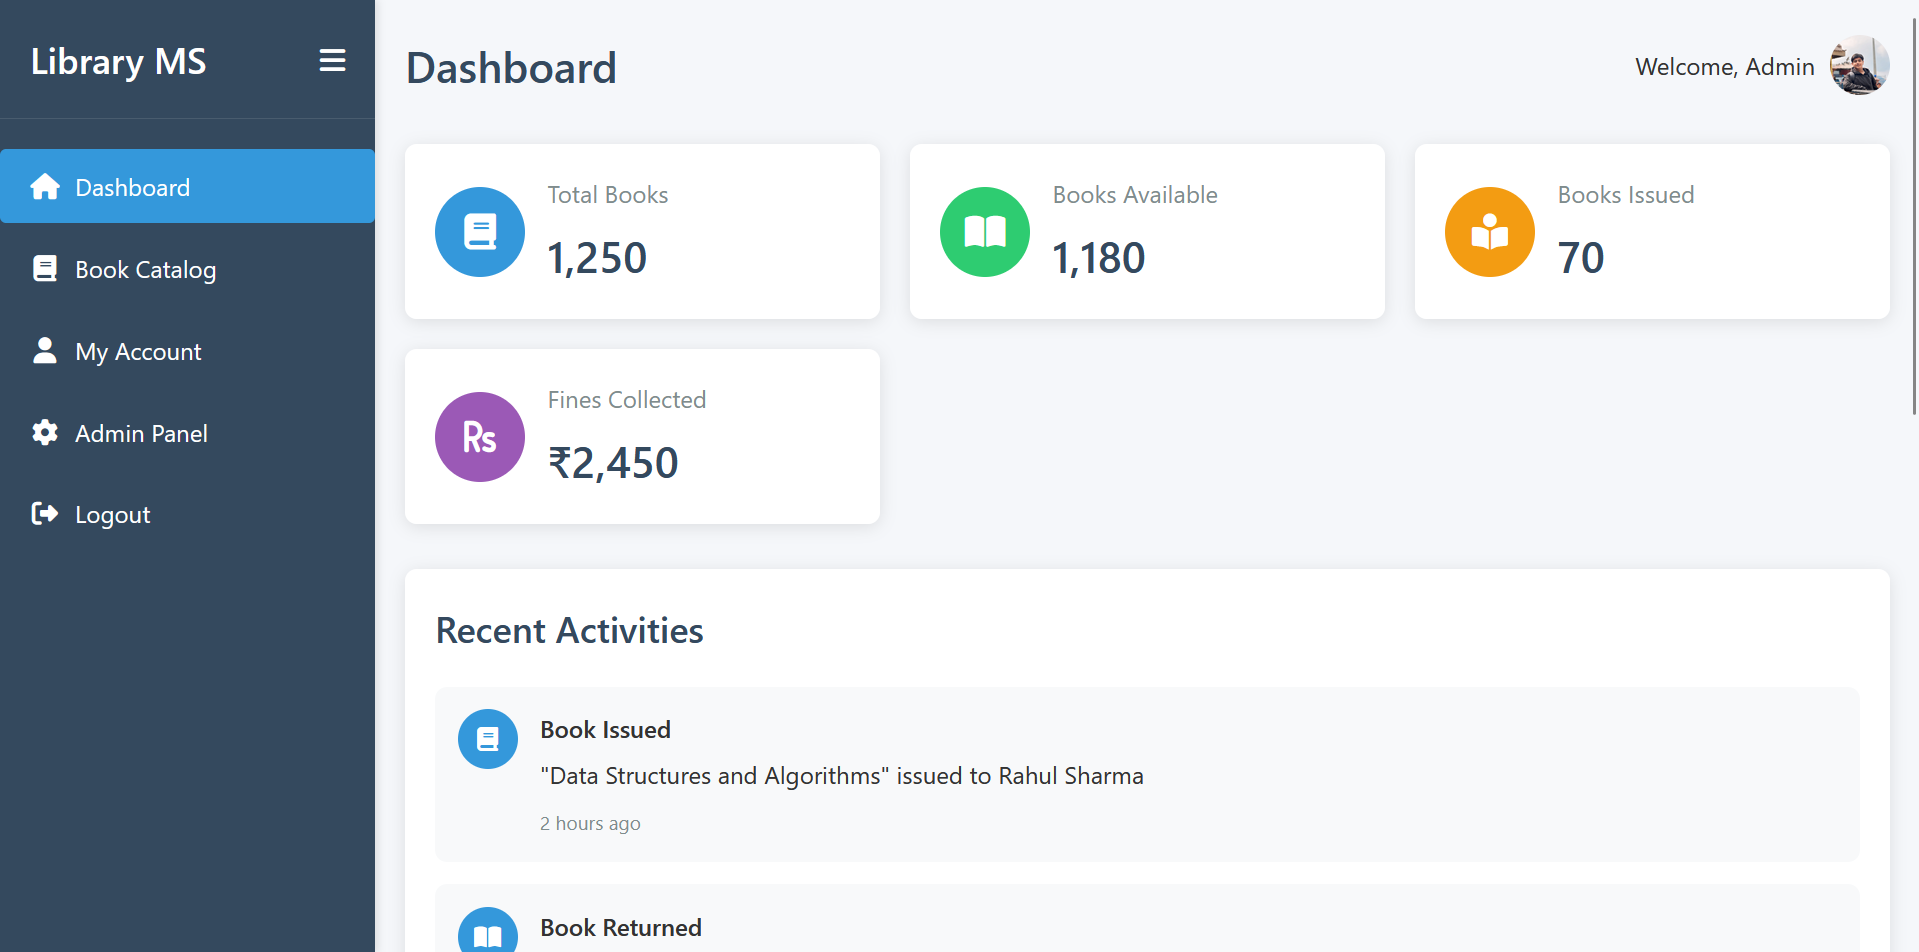 Library MS
Dashboard
Book Catalog
My Account
Admin Panel
Logout
Dashboard
Welcome, Admin
Total Books
1,250
Books Available
1,180
Books Issued
70
Rs
Fines Collected
₹2,450
Recent Activities
Book Issued
"Data Structures and Algorithms" issued to Rahul Sharma
2 hours ago
Book Returned